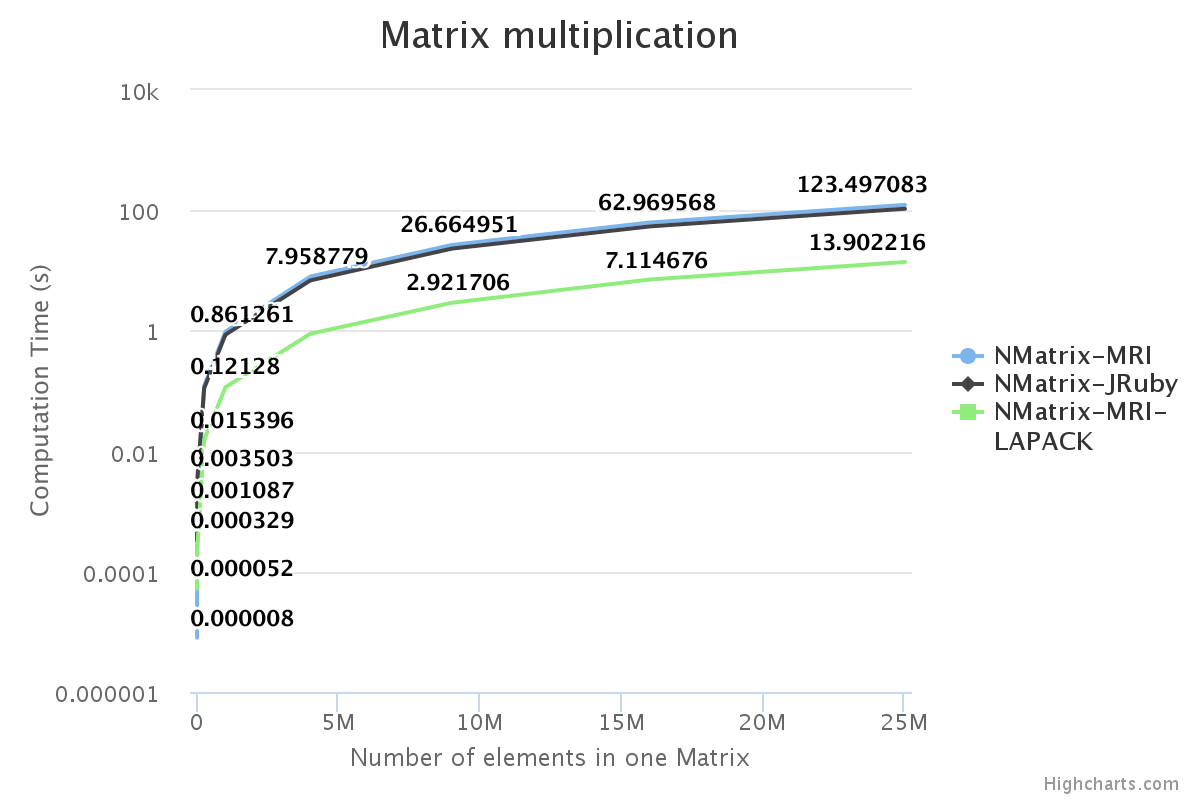 Matrix multiplication
10k
100
1
0.01
0.0001
0.000001
Computation Time (s)
123.497083
62.969568
26.664951
7.958779
13.902216
7.114676
2.921706
0.861261
0.12128
0.015396
0.003503
0.001087
0.000329
0.000052
0.000008
0
5M
10M
15M
20M
25M
Number of elements in one Matrix
NMatrix-MRI
NMatrix-JRuby
NMatrix-MRI-
LAPACK
Highcharts.com